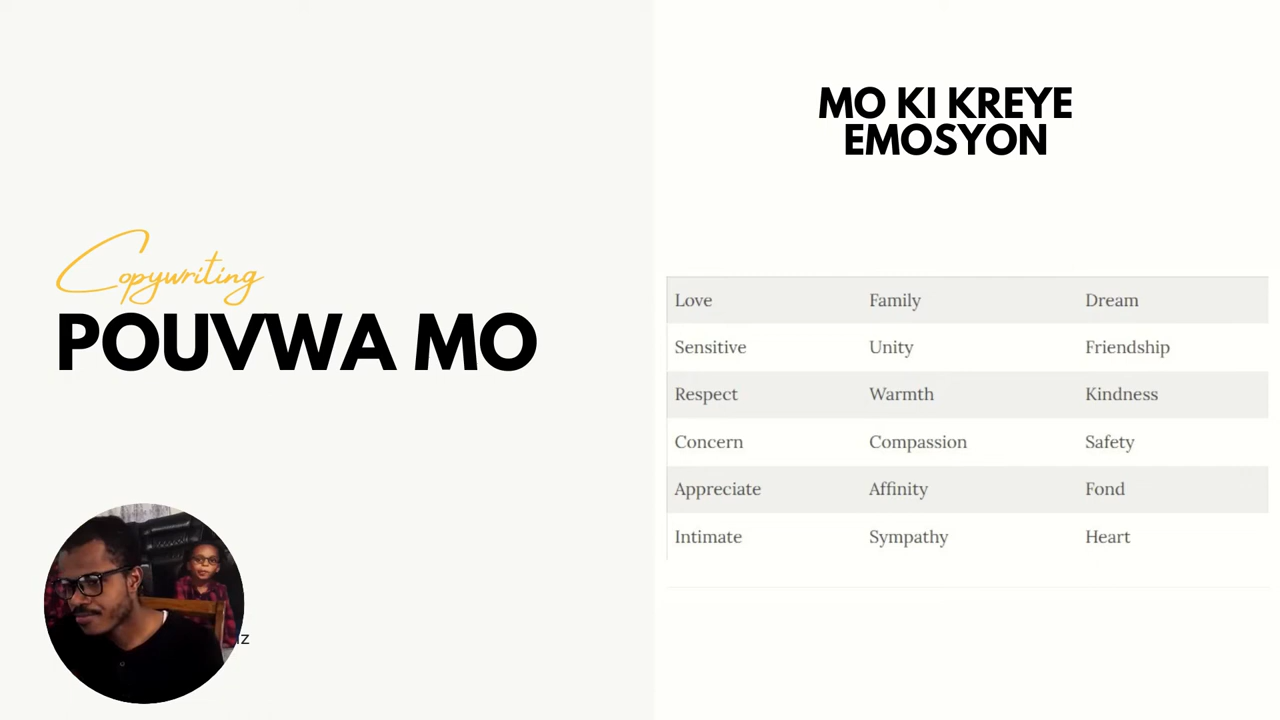 Copywriting
POUVWA MO
MO KI KREYE
EMOSYON
Love Family Dream
Sensitive Unity Friendship
Respect Warmth Kindness
Concern Compassion Safety
Appreciate Affinity Fond
Intimate Sympathy Heart